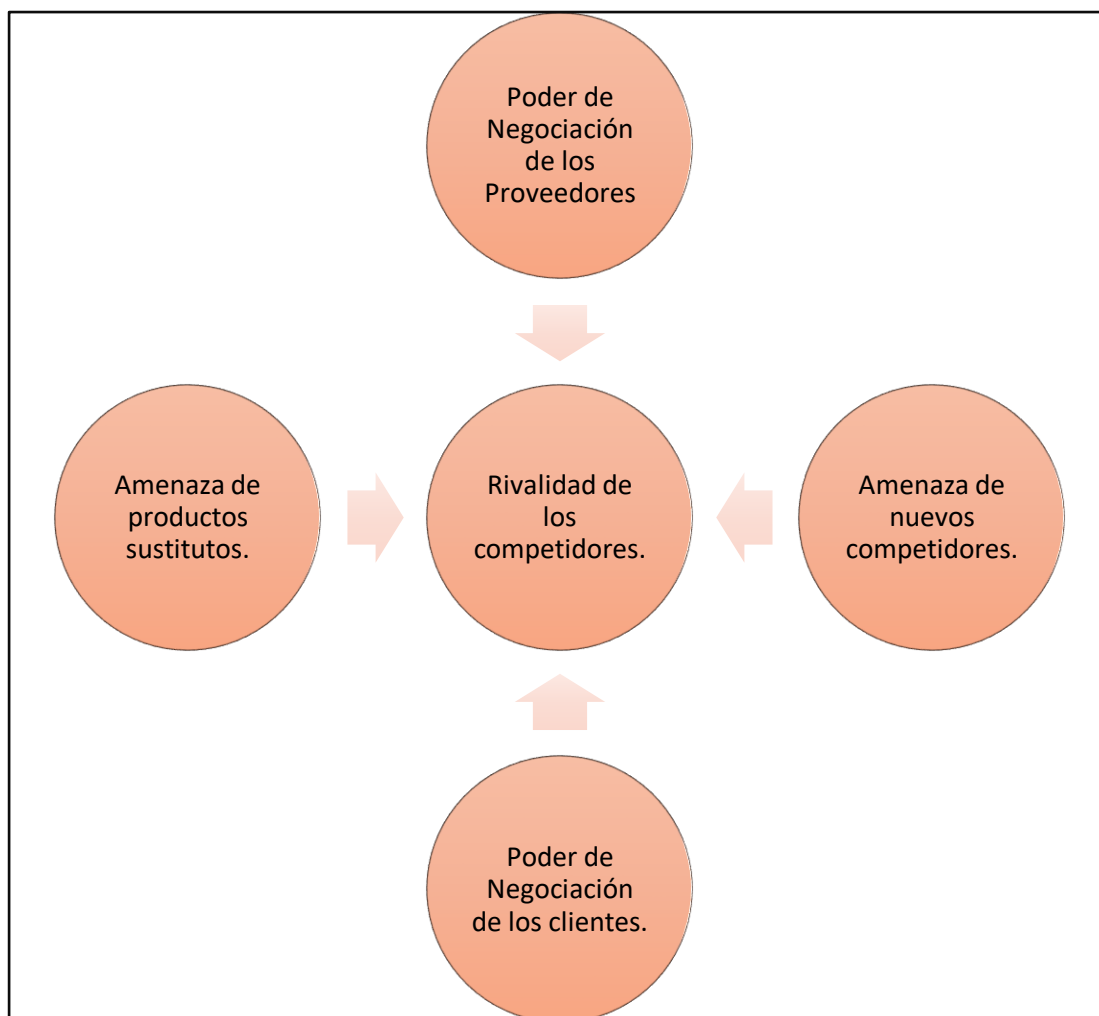 Poder de
Negociación
de los
Proveedores
Amenaza de
productos
sustitutos.
Rivalidad de
los
competidores.
Amenaza de
nuevos
competidores.
Poder de
Negociación
de los clientes.